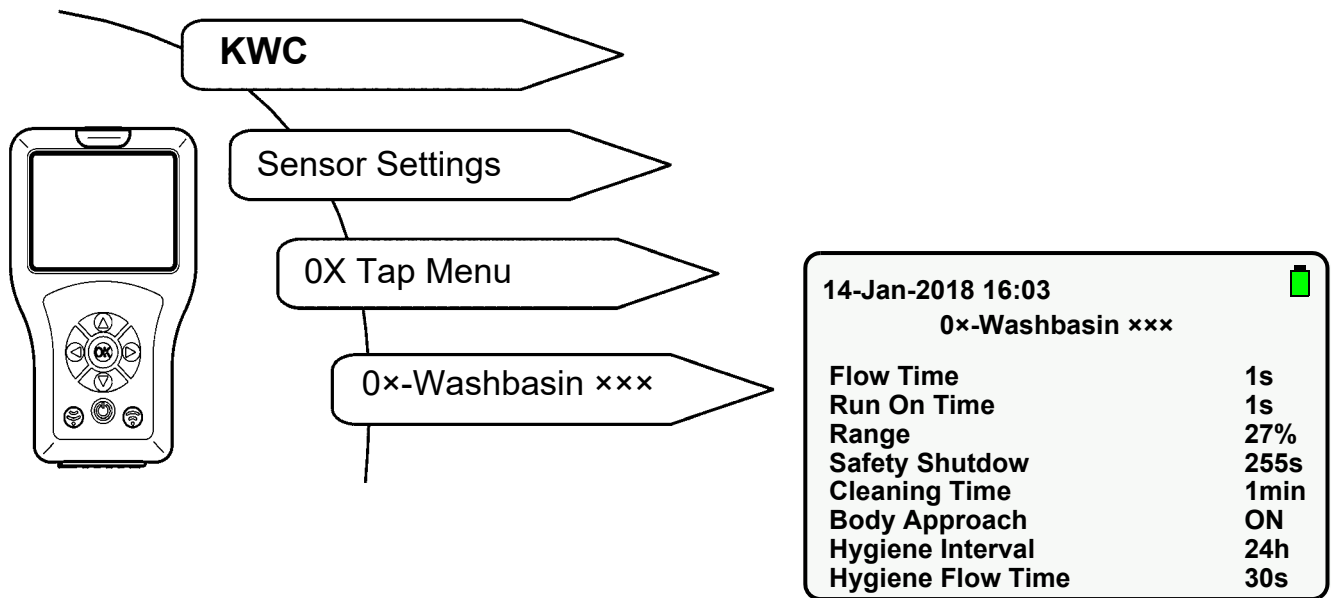 KWC
Sensor Settings
0X Tap Menu
0×-Washbasin ×××
OK
14-Jan-2018 16:03
0×-Washbasin ×××
Flow Time 1s
Run On Time 1s
Range 27%
Safety Shutdow 255s
Cleaning Time 1min
Body Approach ON
Hygiene Interval 24h
Hygiene Flow Time 30s